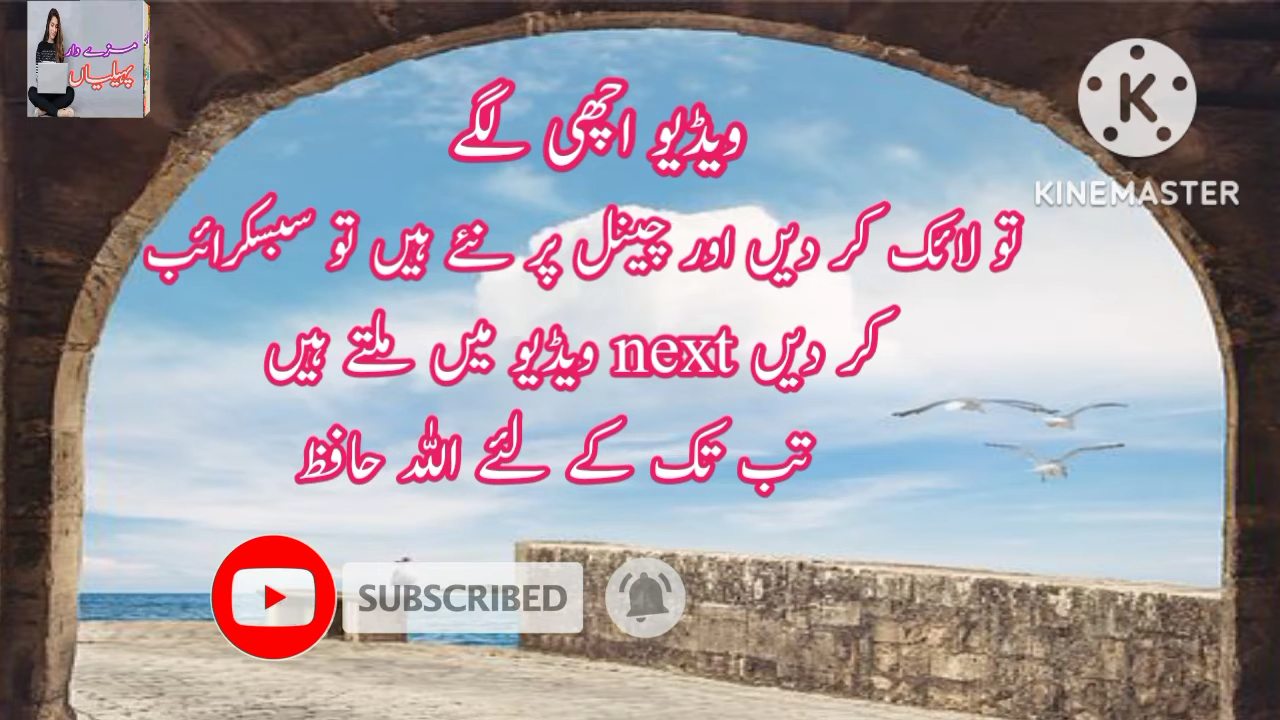 مزے دار
پہیلیاں
KINEMASTER
ویڈیو اچھی لگے
تو لائک کر دیں اور چینل پر نئے ہیں تو سبسکرائب
کر دیں next ویڈیو میں ملتے ہیں
تب تک کے لئے اللہ حافظ
SUBSCRIBED